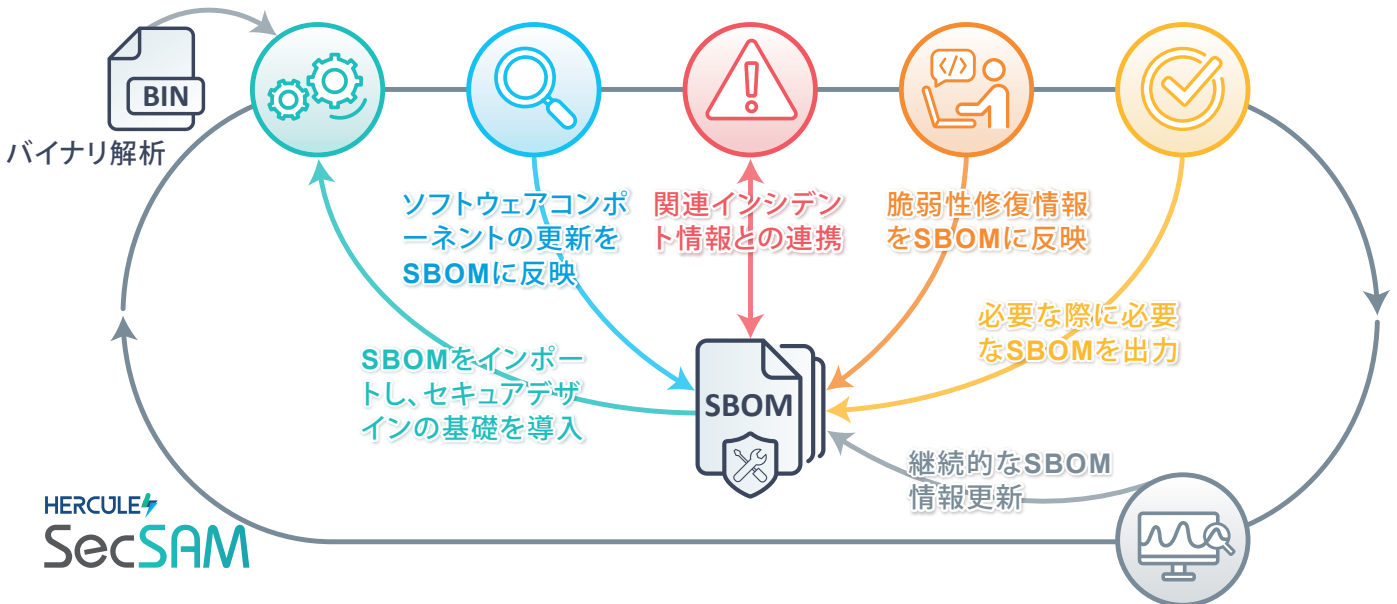 BIN
バイナリ解析
ソフトウェアコンポ
ーネントの更新を
SBOMに反映
関連インシデン
ト情報との連携
脆弱性修復情報
をSBOMに反映
必要な際に必要
なSBOMを出力
SBOMをインポー
トし、セキュアデザ
インの基礎を導入
SBOM
継続的なSBOM
情報更新
HERCULE
SecSAM